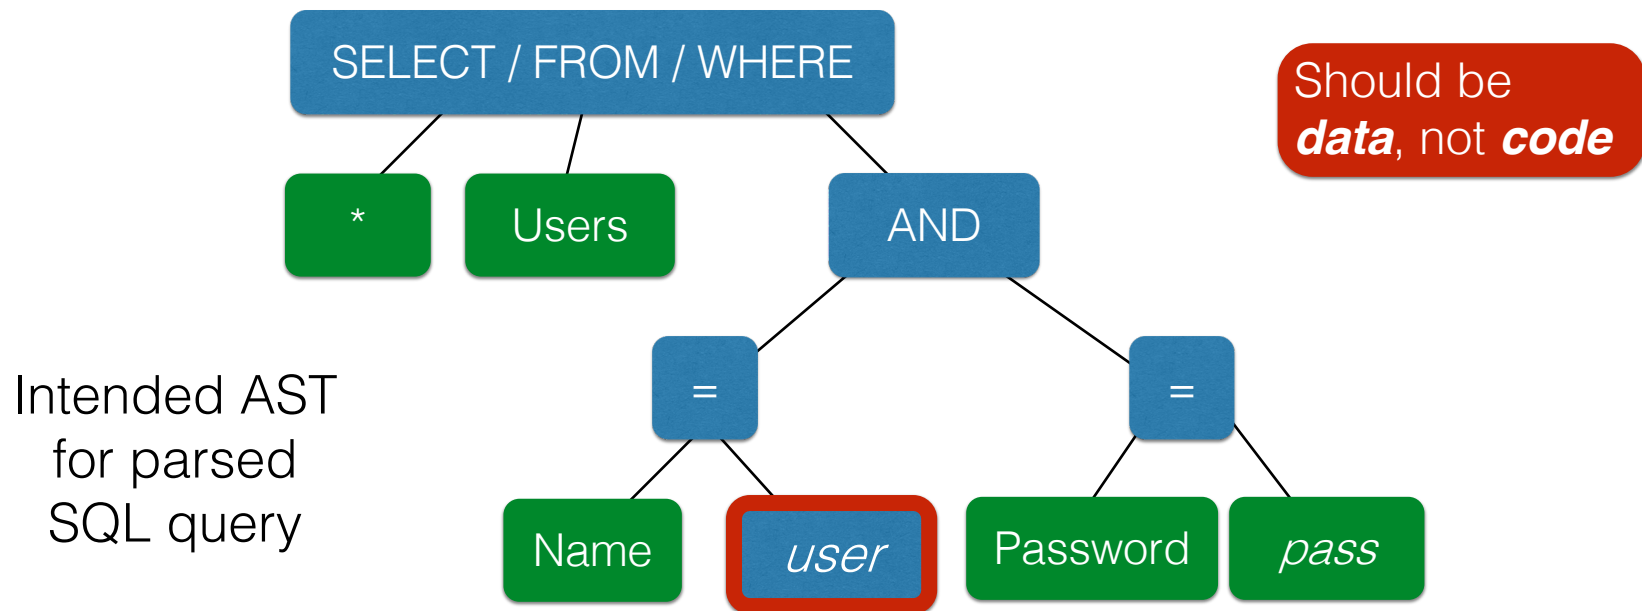 SELECT / FROM / WHERE
Should be
data, not code
*
Users
AND
Intended AST
for parsed
SQL query
=
=
Name
user
Password
pass